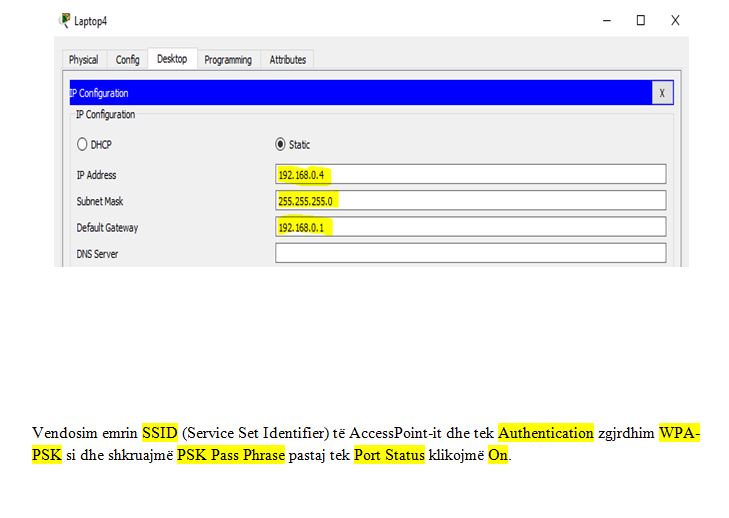 Laptop4
Physical Config Desktop Programming Attributes
IP Configuration X
IP Configuration
DHCP Static
IP Address 192.168.0.4
Subnet Mask 255.255.255.0
Default Gateway 192.168.0.1
DNS Server
Vendosim emrin SSID (Service Set Identifier) të AccessPoint-it dhe tek Authentication zgjrdhim WPA-
PSK si dhe shkruajmë PSK Pass Phrase pastaj tek Port Status klikojmë On.